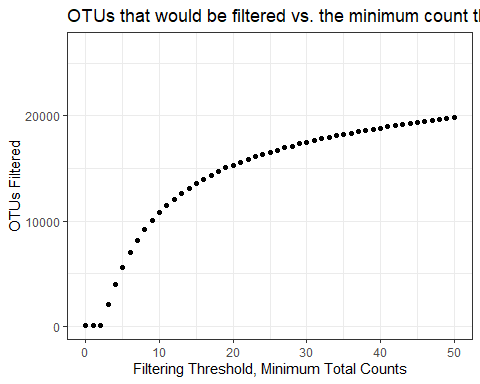 OTUs that would be filtered vs. the minimum count
20000
10000
0
OTUs Filtered
0 10 20 30 40 50
Filtering Threshold, Minimum Total Counts